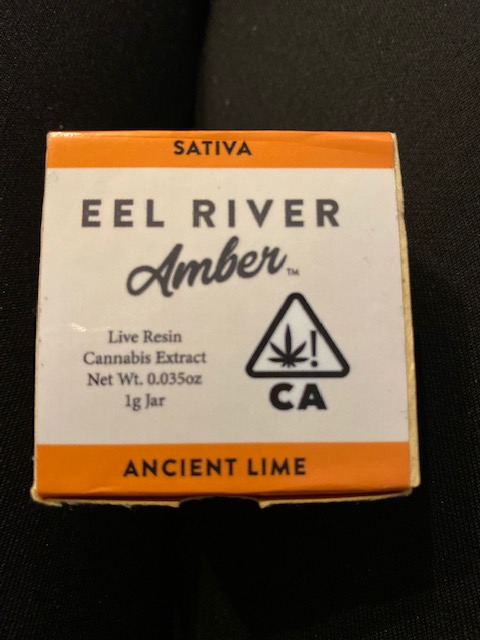 SATIVA
EEL RIVER
Amber™
Live Resin
Cannabis Extract
Net Wt. 0.035oz
1g Jar
!
CA
ANCIENT LIME